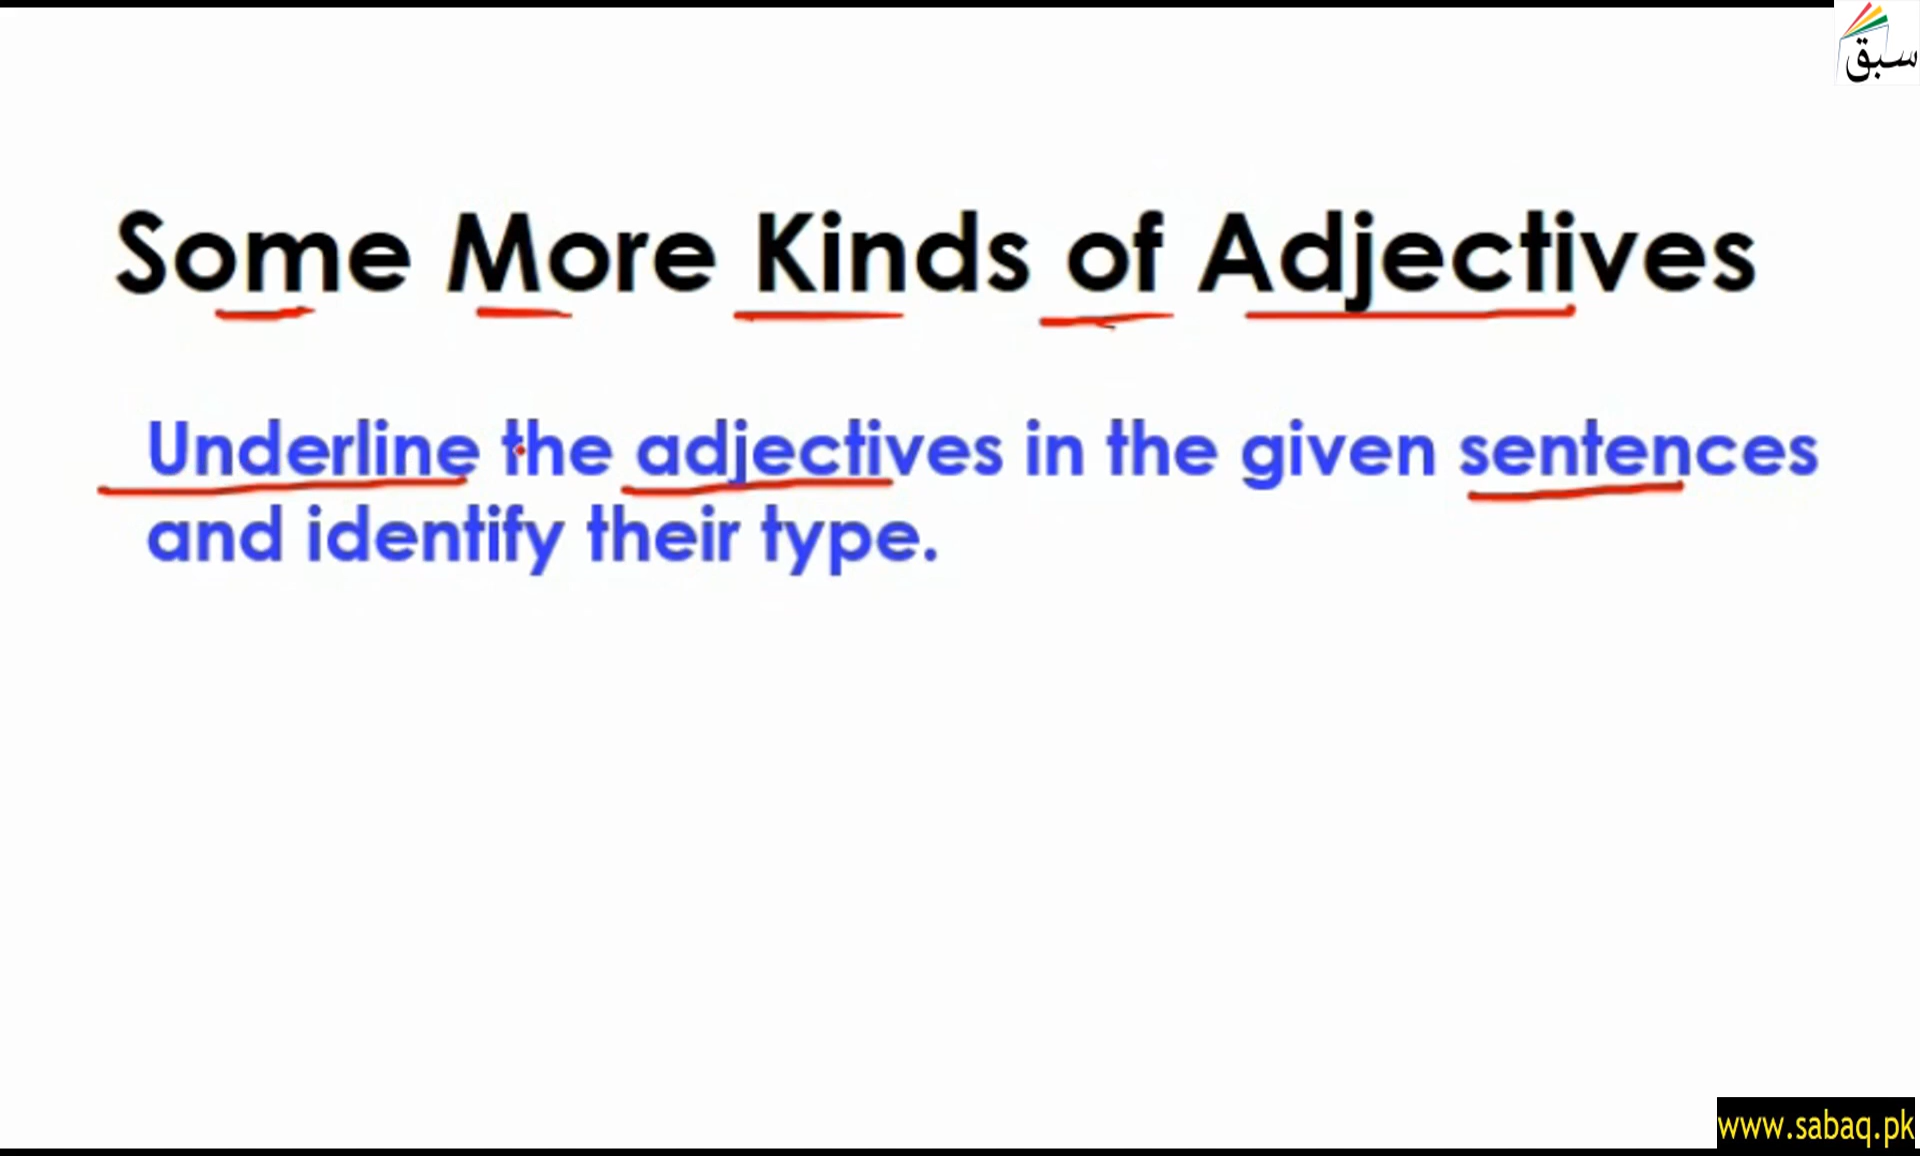 سبق
Some More Kinds of Adjectives
Underline the adjectives in the given sentences
and identify their type.
www.sabaq.pk